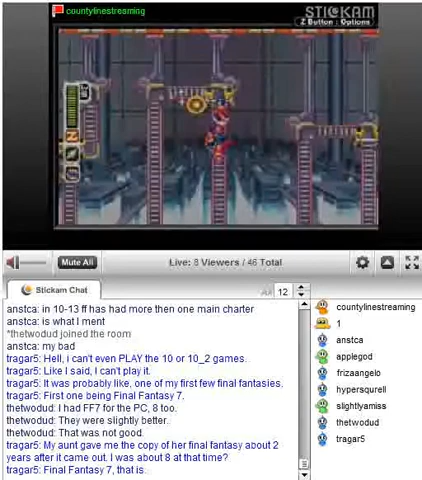 countylinestreaming
STICKAM
Z Button : Options
Z
Mute All
Live: 8 Viewers / 46 Total
Stickam Chat
AA 12
anstca: in 10-13 ff has had more then one main charter
anstca: is what I ment
*thetwodud joined the room
anstca: my bad
tragar5: Hell, i can't even PLAY the 10 or 10_2 games.
tragar5: Like I said, I can't play it.
tragar5: It was probably like, one of my first few final fantasies.
tragar5: First one being Final Fantasy 7.
thetwodud: I had FF7 for the PC, 8 too.
thetwodud: They were slightly better.
thetwodud: That was not good.
tragar5: My aunt gave me the copy of her final fantasy about 2
years after it came out. I was about 8 at that time?
tragar5: Final Fantasy 7, that is.
countylinestreaming
1
anstca
applegod
frizaangelo
hypersqurell
slightlyamiss
thetwodud
tragar5